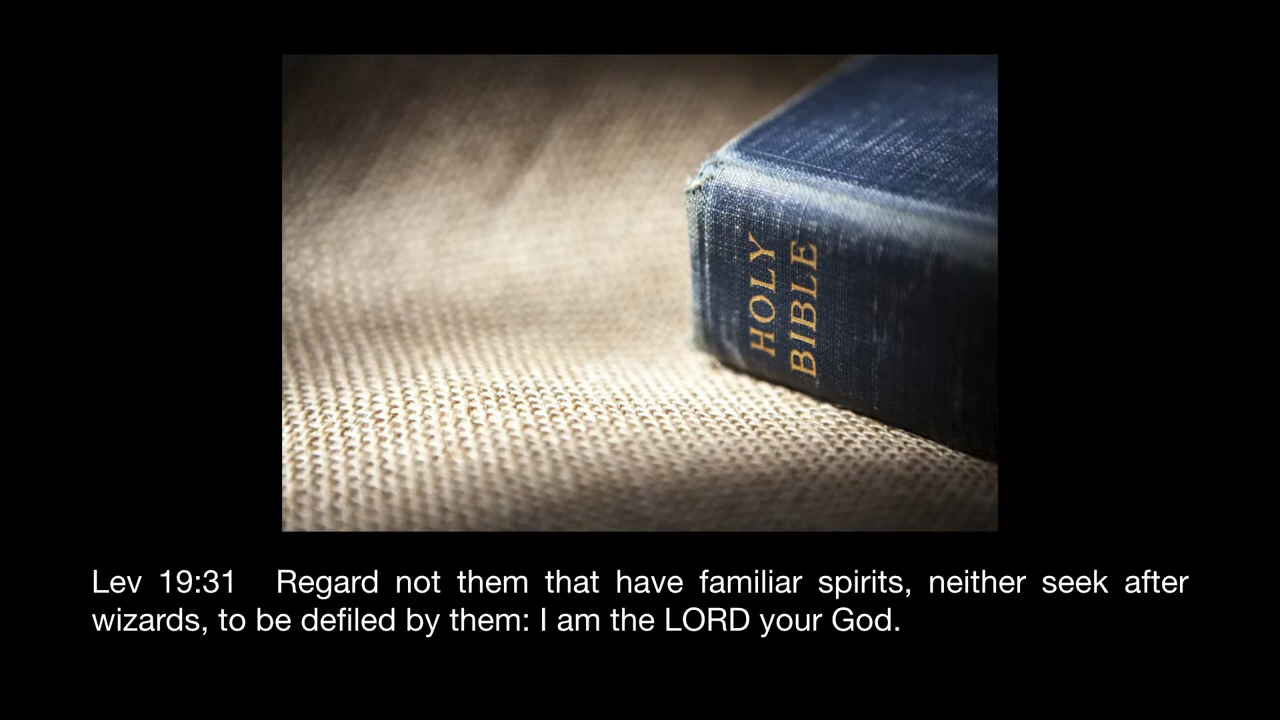 HOLY
BIBLE
Lev 19:31 Regard not them that have familiar spirits, neither seek after
wizards, to be defiled by them: I am the LORD your God.